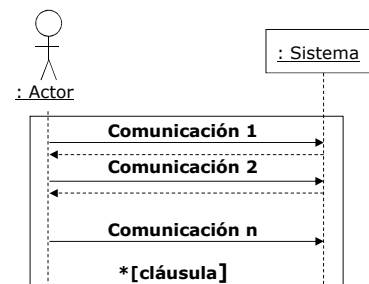 : Sistema
: Actor
Comunicación 1
Comunicación 2
Comunicación n
*[cláusula]